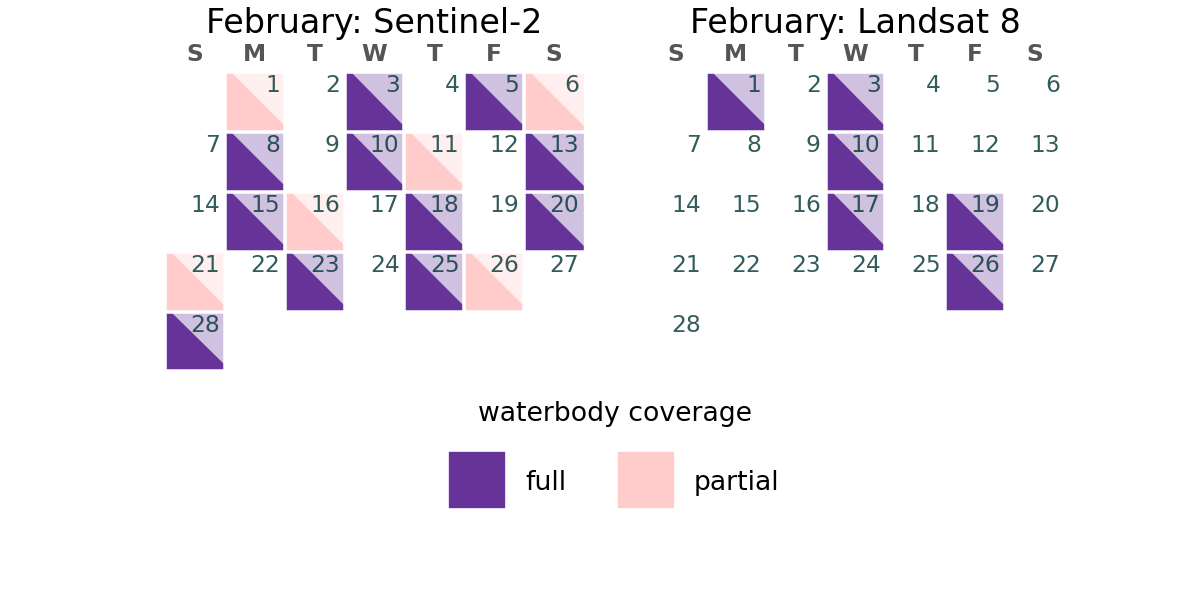 February: Sentinel-2
S M T W T F S
1 2 3 4 5 6
7 8 9 10 11 12 13
14 15 16 17 18 19 20
21 22 23 24 25 26 27
28
February: Landsat 8
S M T W T F S
1 2 3 4 5 6
7 8 9 10 11 12 13
14 15 16 17 18 19 20
21 22 23 24 25 26 27
28
waterbody coverage
full partial